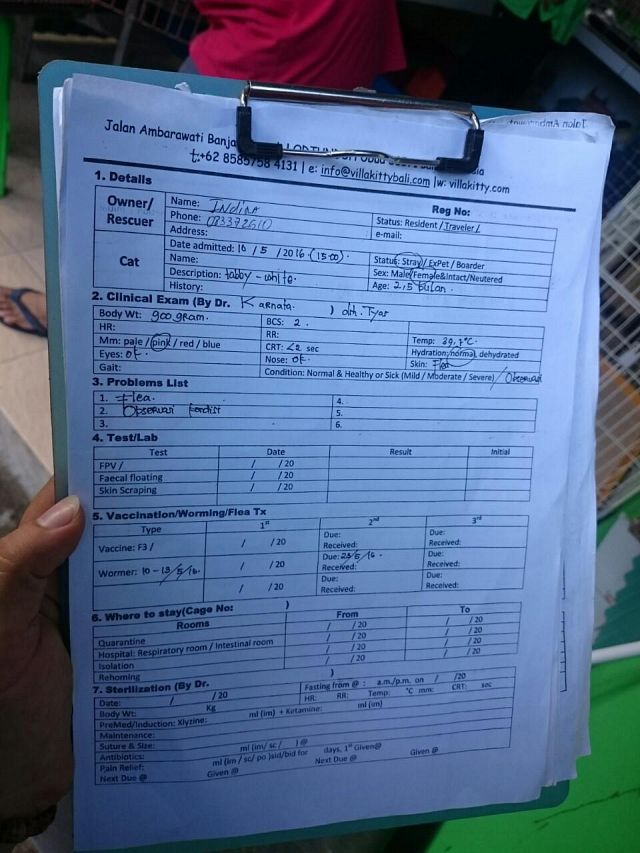 Jalan Ambarawati Banja
t:+62 8585758 4131 | e: info@villakittybali.com |w: villakitty.com
1. Details
Reg No:
Owner/ Rescuer
Name: INdiRA
Phone:
Address:
Status: Resident / Traveler /
e-mail:
Cat
Date admitted: 10 / 5 / 2016 (15.00).
Name:
Description: tabby - white.
History:
Status: Stray / ExPet / Boarder
Sex: Male/Female&Intact/Neutered
Age: 2,5 bulan.
2. Clinical Exam (By Dr. Karnata. ) drh. Tyas
Body Wt: 900 gram.
BCS: 2.
HR:
RR:
Temp: 39,7°C.
Mm: pale / pink / red / blue
CRT: <2 sec
Hydration: normal, dehydrated
Eyes: ok.
Nose: ok.
Skin: Flea
Gait:
Condition: Normal & Healthy or Sick (Mild / Moderate / Severe) / Observasi
3. Problems List
1. Flea.
4.
2. Observasi
5.
3.
6.
4. Test/Lab
Test Date Result Initial
FPV / / / 20
Faecal floating / / 20
Skin Scraping / / 20
5. Vaccination/Worming/Flea Tx
Type 1st 2nd 3rd
Vaccine: F3 / / / 20 Due: Due:
Received: Received:
Wormer: 10 - 13/5/16. / / 20 Due: 23/5/16. Due:
Received: Received:
/ / 20 Due: Due:
Received: Received:
6. Where to stay(Cage No: )
Rooms From To
Quarantine / / 20 / / 20
Hospital: Respiratory room / Intestinal room / / 20 / / 20
Isolation / / 20 / / 20
Rehoming / / 20 / / 20
7. Sterilization (By Dr. )
Date: / / 20
Fasting from @ : a.m./p.m. on / /20
Body Wt: Kg
HR: RR: Temp: °C mm: CRT: sec
PreMed/Induction: Xlyzine: ml (im) + Ketamine: ml (im)
Maintenance:
Suture & Size:
Antibiotics: ml (im/ sc / ) @
Pain Relief: ml (im / sc/ po )sid/bid for days, 1st Given@ Given @
Next Due @ Given @ Next Due @